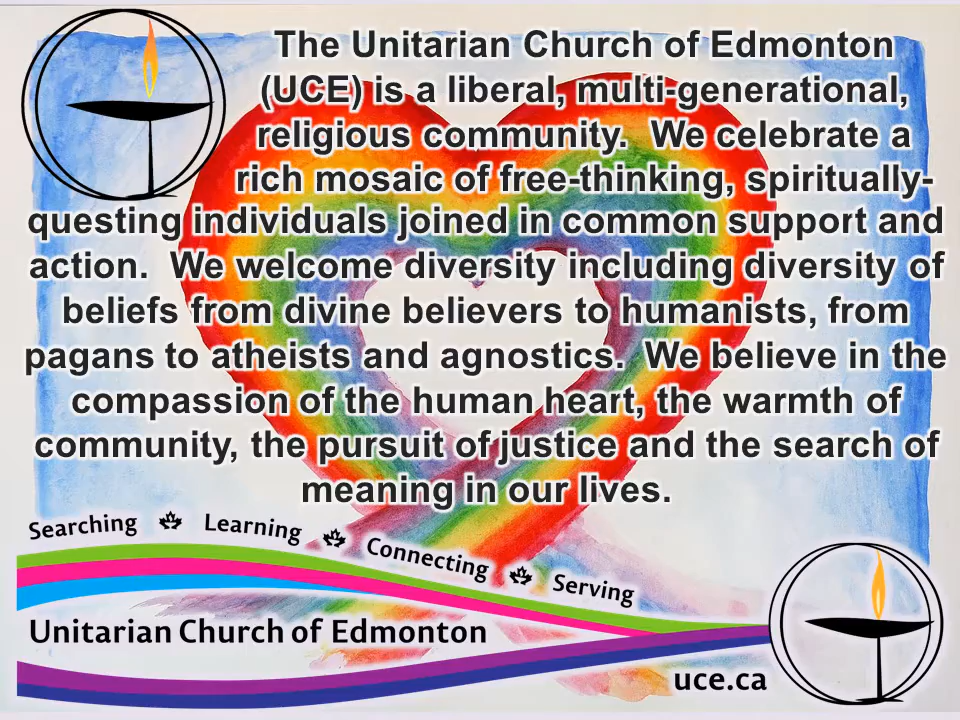 The Unitarian Church of Edmonton
(UCE) is a liberal, multi-generational,
religious community.  We celebrate a
rich mosaic of free-thinking, spiritually-
questing individuals joined in common support and
action.  We welcome diversity including diversity of
beliefs from divine believers to humanists, from
pagans to atheists and agnostics.  We believe in the
compassion of the human heart, the warmth of
community, the pursuit of justice and the search of
meaning in our lives.
Searching Learning Connecting Serving
Unitarian Church of Edmonton
uce.ca